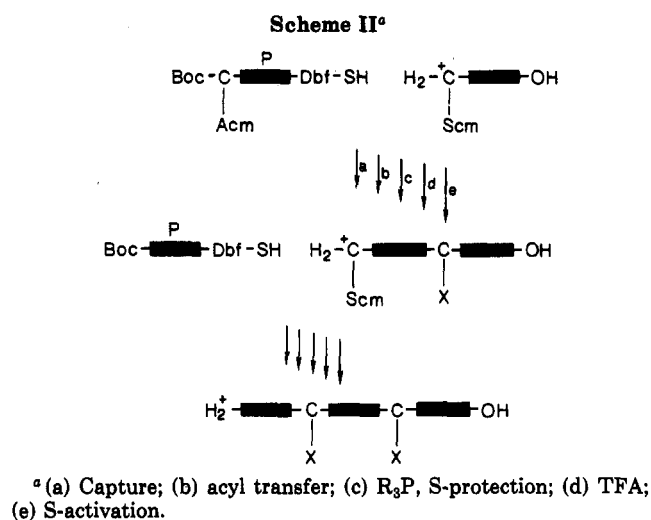 Scheme IIᵃ
P
Boc-C-Dbf-SH H₂⁺-C-OH
Acm Scm
a b c d e
P
Boc-Dbf-SH H₂⁺-C-C-OH
Scm X
H₂⁺-C-C-OH
X X
ᵃ (a) Capture; (b) acyl transfer; (c) R₃P, S-protection; (d) TFA;
(e) S-activation.